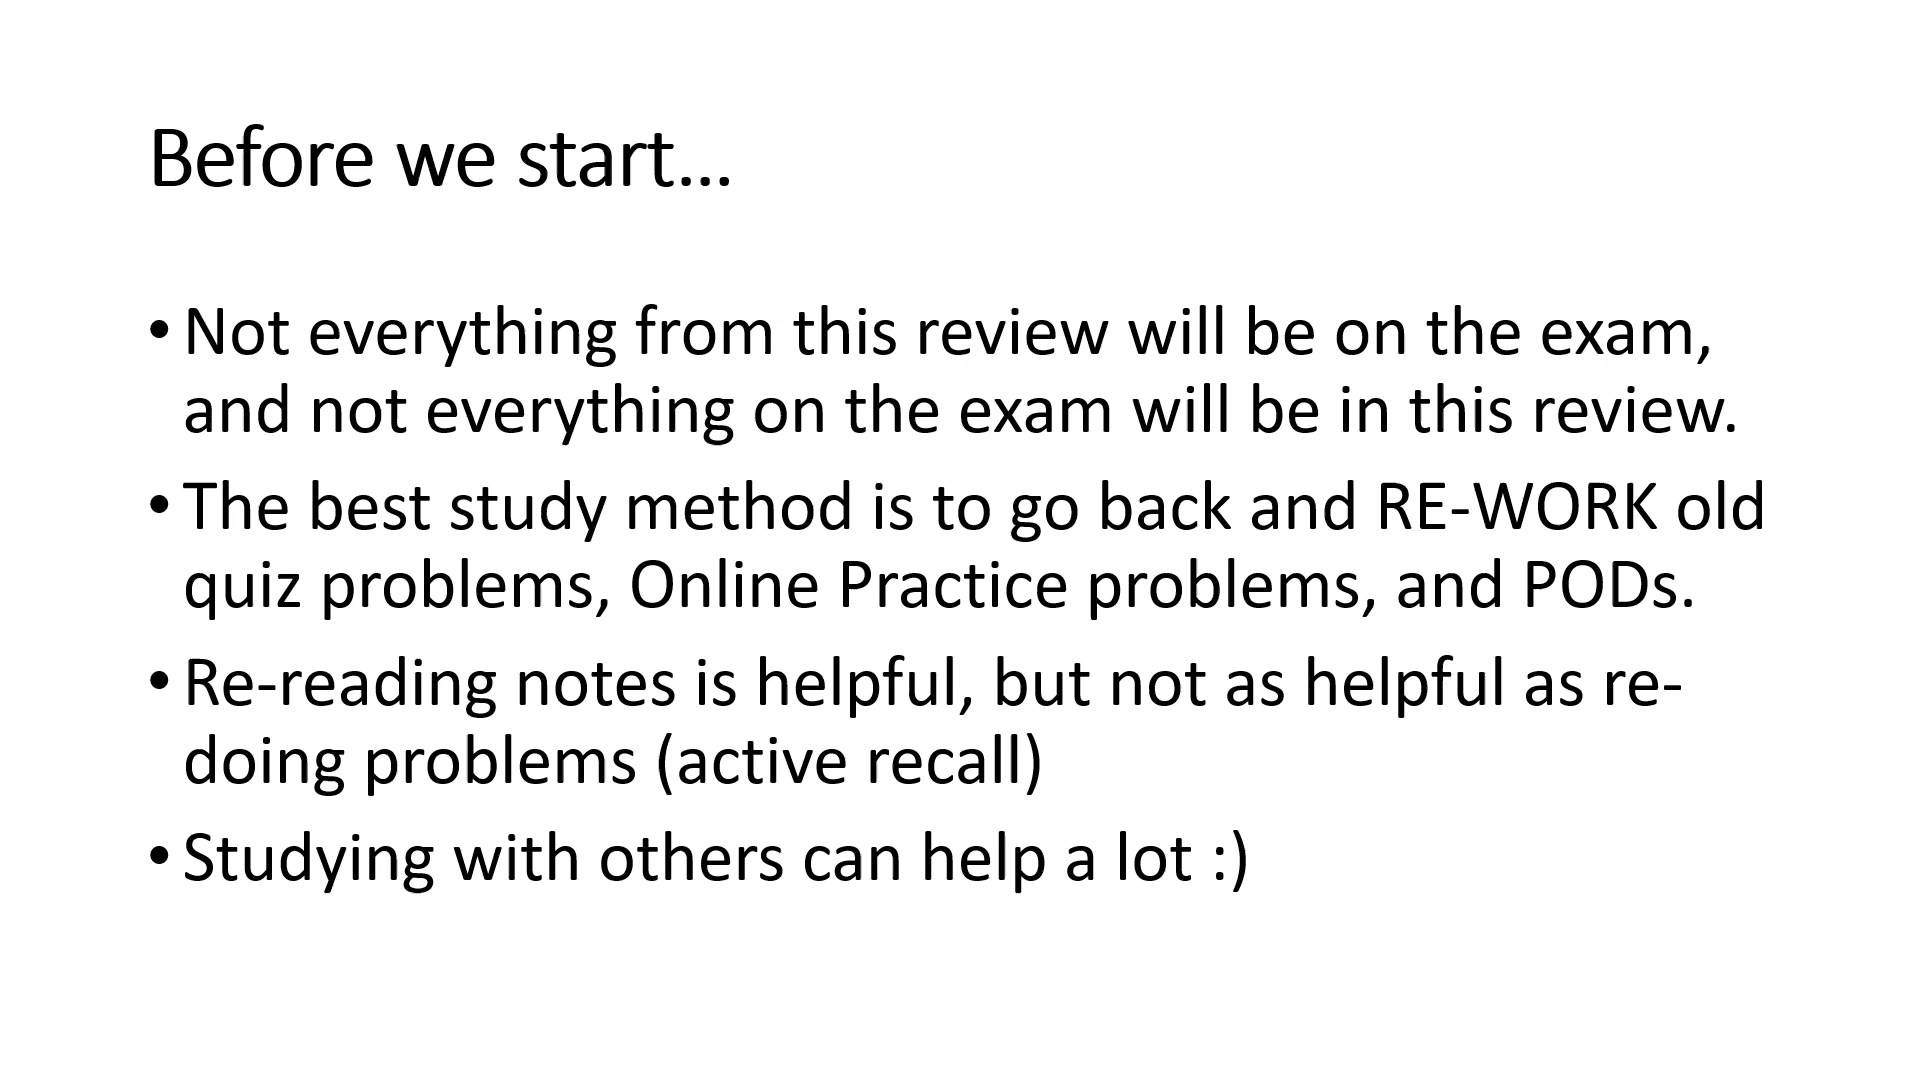 Before we start…
• Not everything from this review will be on the exam,
and not everything on the exam will be in this review.
• The best study method is to go back and RE-WORK old
quiz problems, Online Practice problems, and PODs.
• Re-reading notes is helpful, but not as helpful as re-
doing problems (active recall)
• Studying with others can help a lot :)